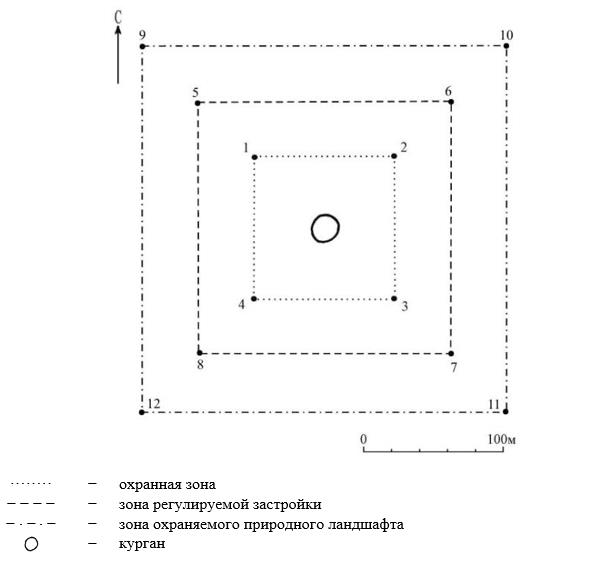 С
9 10
5 6
1 2
4 3
8 7
12 11
0 100м
– охранная зона
– зона регулируемой застройки
– зона охраняемого природного ландшафта
– курган